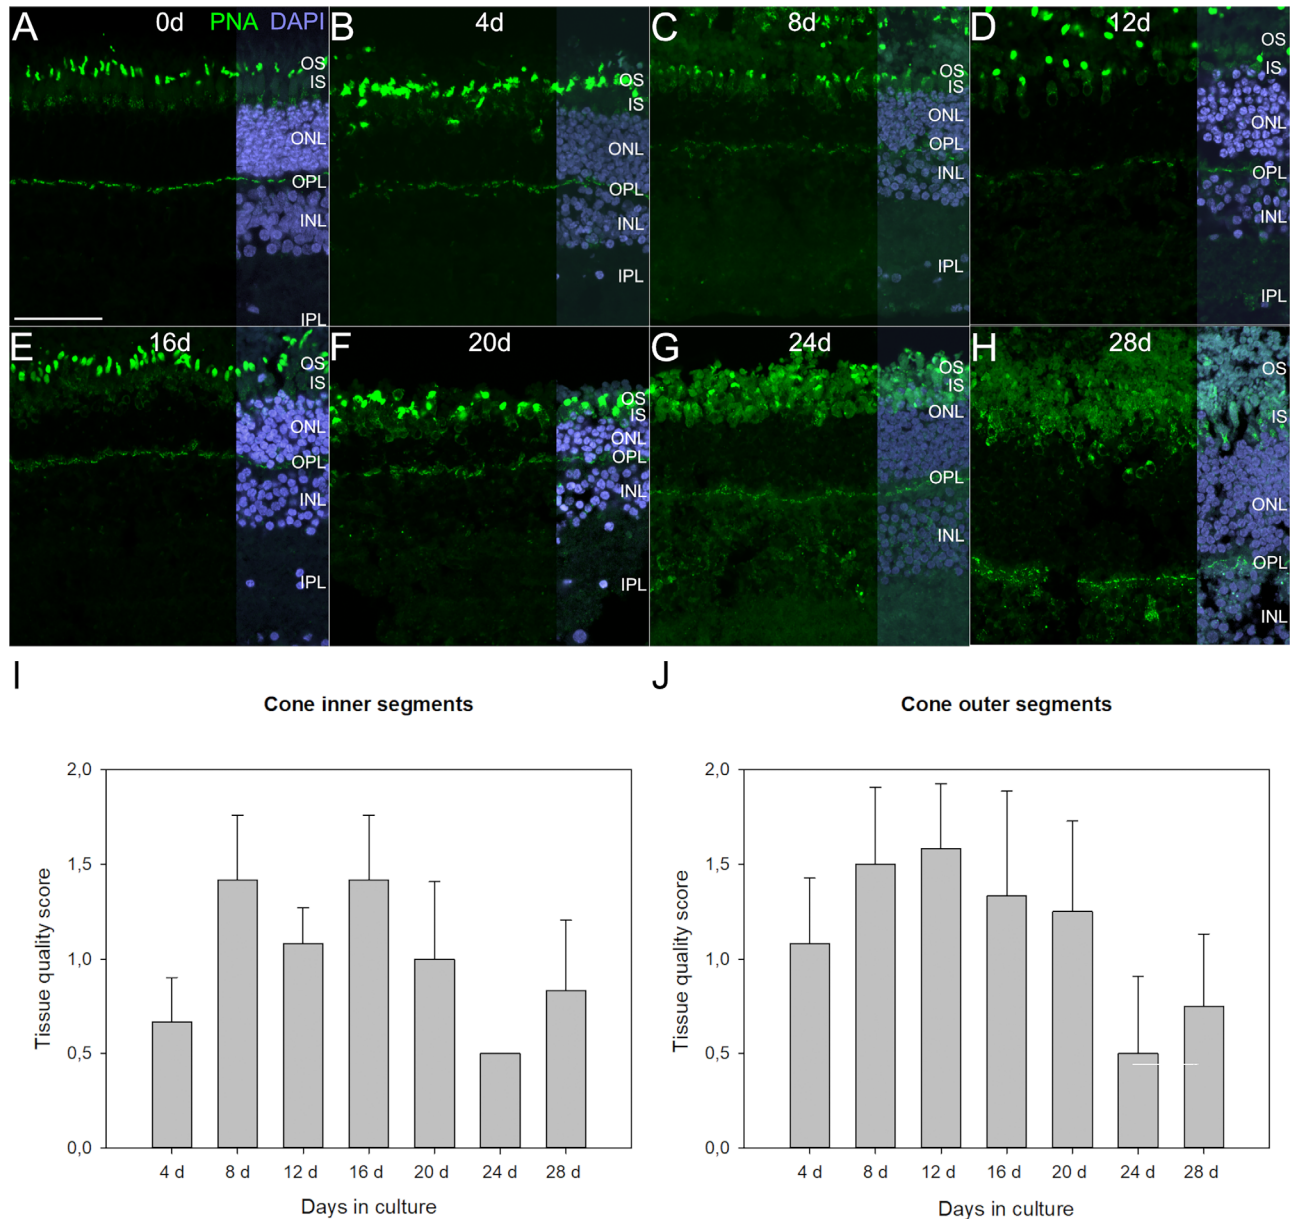 A 0d PNA DAPI
OS
IS
ONL
OPL
INL
IPL
B 4d
OS
IS
ONL
OPL
INL
IPL
C 8d
OS
IS
ONL
OPL
INL
IPL
D 12d
OS
IS
ONL
OPL
INL
IPL
E 16d
OS
IS
ONL
OPL
INL
IPL
F 20d
OS
IS
ONL
OPL
INL
IPL
G 24d
OS
IS
ONL
OPL
INL
H 28d
OS
IS
ONL
OPL
INL
I
Cone inner segments
Tissue quality score
2,0
1,5
1,0
0,5
0,0
4 d 8 d 12 d 16 d 20 d 24 d 28 d
Days in culture
J
Cone outer segments
Tissue quality score
2,0
1,5
1,0
0,5
0,0
4 d 8 d 12 d 16 d 20 d 24 d 28 d
Days in culture